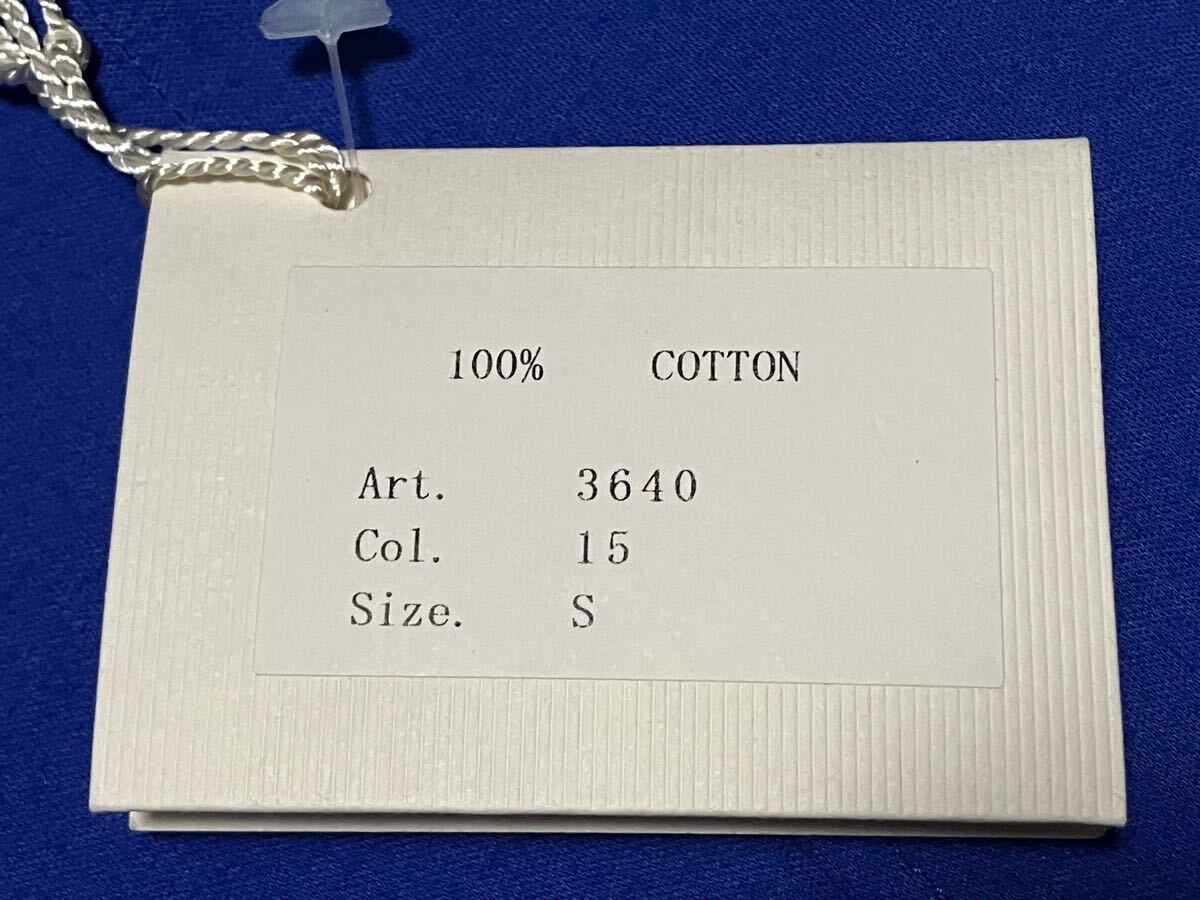 100% COTTON
Art. 3640
Col. 15
Size. S